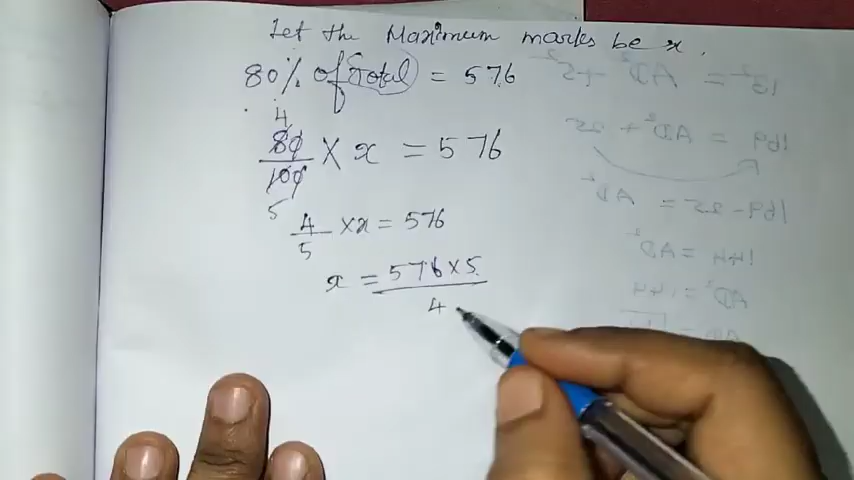 Let the Maximum marks be x.
80% of Total = 576
4
80/100 × x = 576
5
4/5 × x = 576
x = 576 × 5 / 4